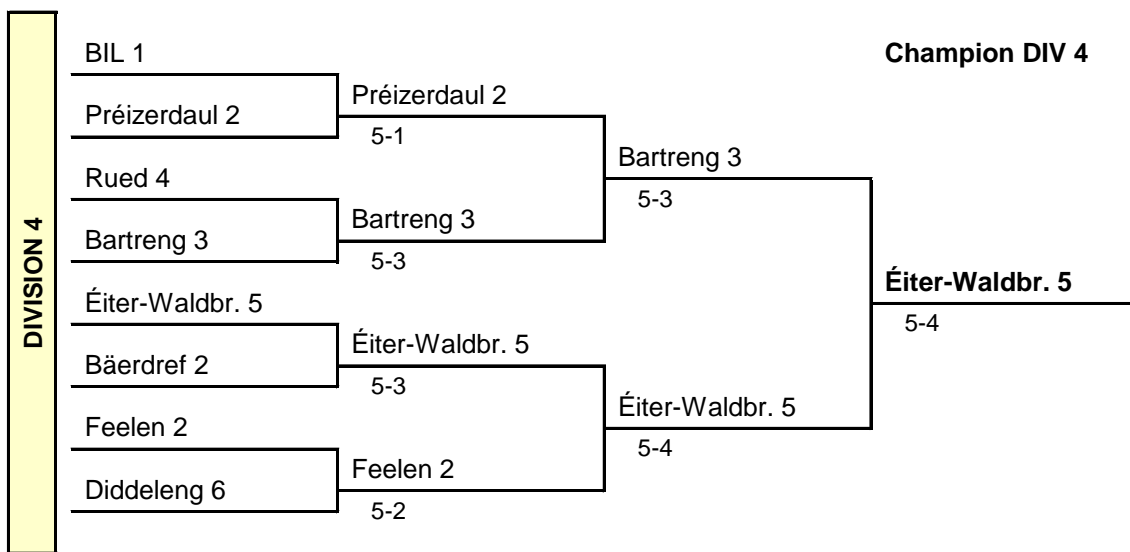 DIVISION 4
BIL 1
Champion DIV 4
Préizerdaul 2
Préizerdaul 2
5-1
Rued 4
Bartreng 3
5-3
Bartreng 3
Bartreng 3
5-3
Éiter-Waldbr. 5
Éiter-Waldbr. 5
5-4
Bäerdref 2
Éiter-Waldbr. 5
5-3
Feelen 2
Éiter-Waldbr. 5
5-4
Diddeleng 6
Feelen 2
5-2